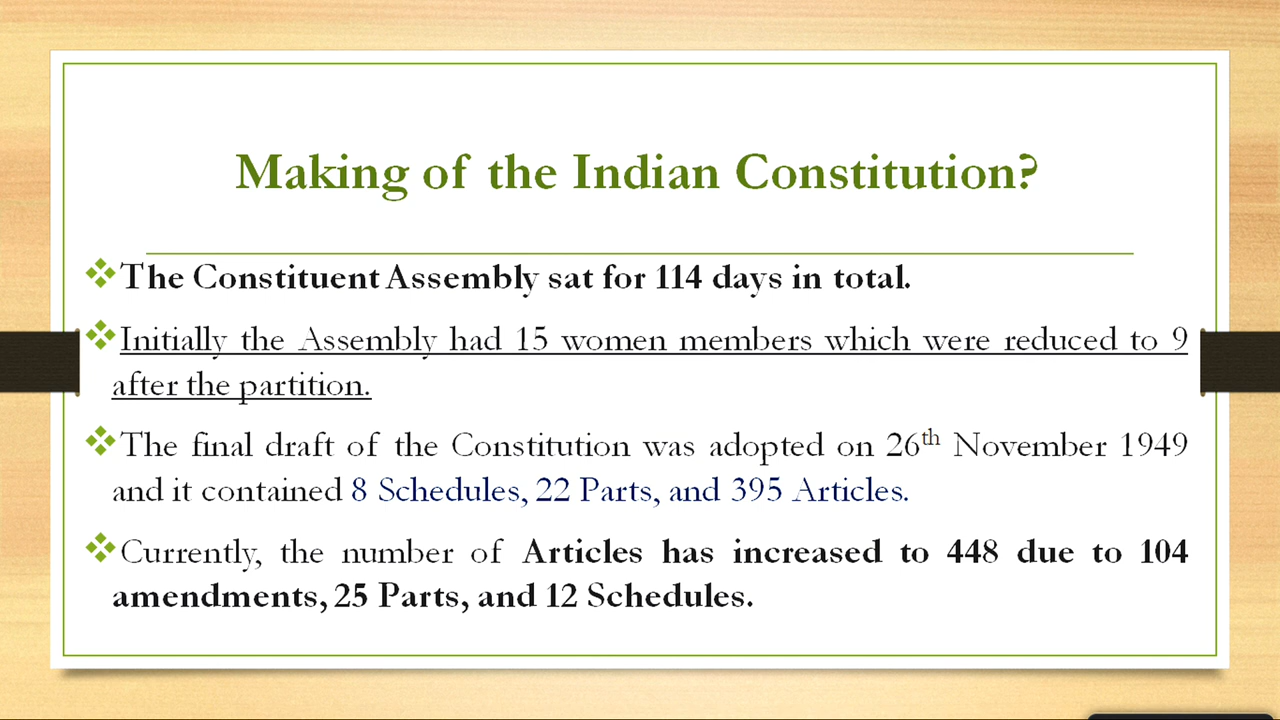 Making of the Indian Constitution?
The Constituent Assembly sat for 114 days in total.
Initially the Assembly had 15 women members which were reduced to 9
after the partition.
The final draft of the Constitution was adopted on 26th November 1949
and it contained 8 Schedules, 22 Parts, and 395 Articles.
Currently, the number of Articles has increased to 448 due to 104
amendments, 25 Parts, and 12 Schedules.